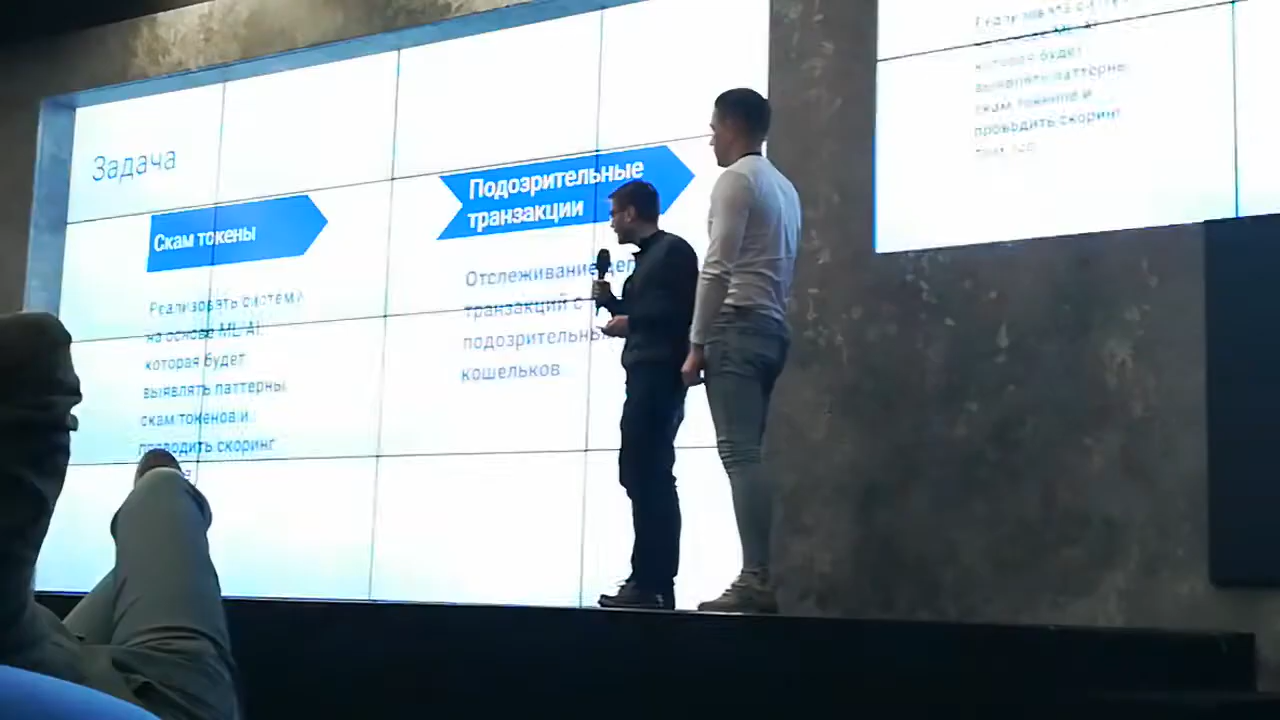 Задача
Скам токены
Реализовать систему
на основе ML AI,
которая будет
выявлять паттерны
скам токенов и
проводить скоринг
Подозрительные
транзакции
Отслеживание
транзакций с
кошельков
которая будет
выявлять паттерны
скам токенов и
проводить скоринг